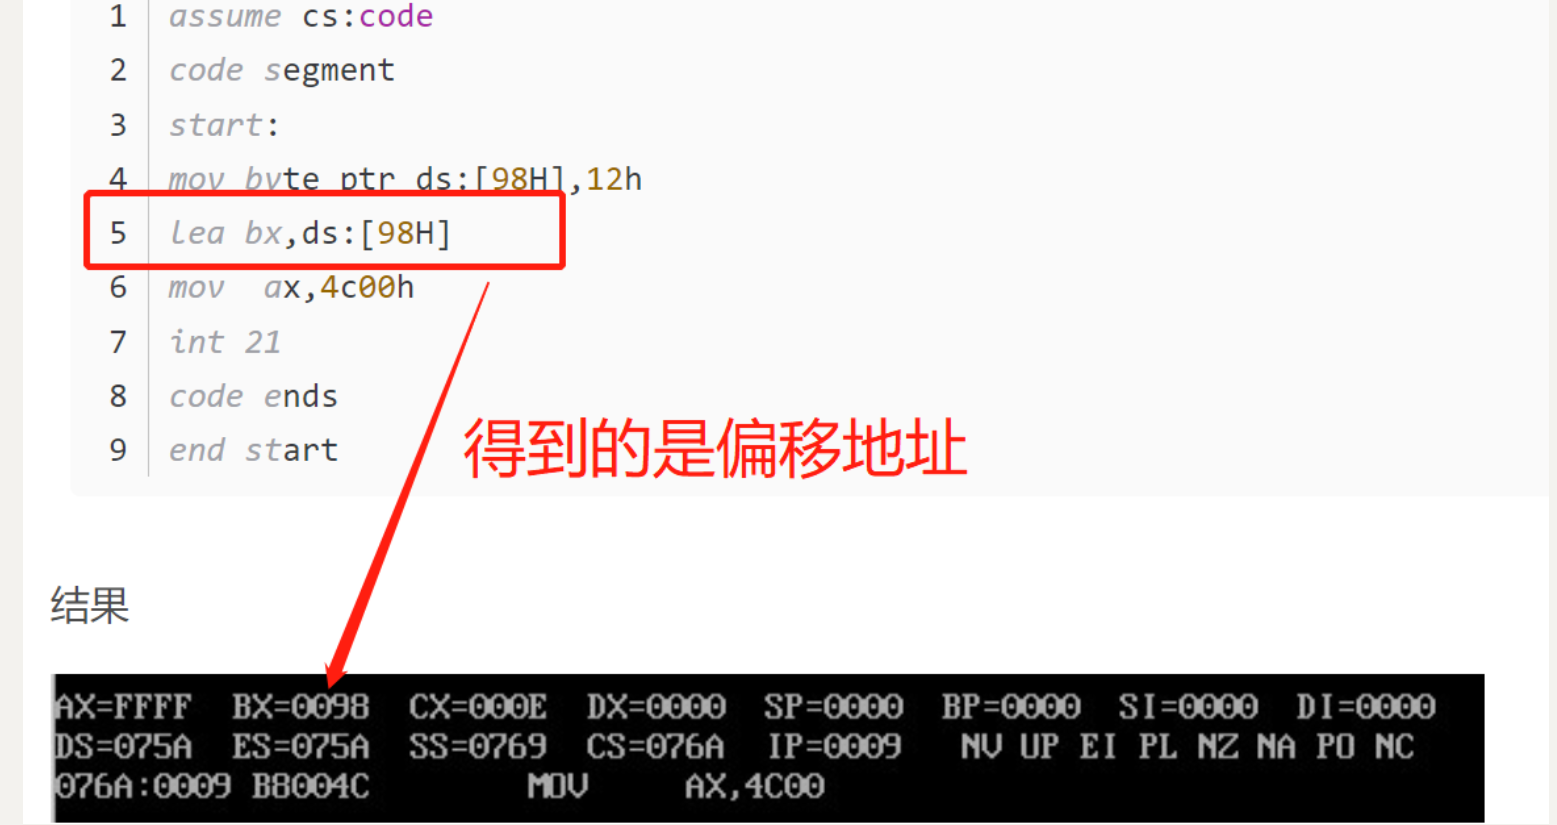 1 assume cs:code
2 code segment
3 start:
4 mov byte ptr ds:[98H],12h
5 lea bx,ds:[98H]
6 mov  ax,4c00h
7 int 21
8 code ends
9 end start
得到的是偏移地址
结果
AX=FFFF  BX=0098  CX=000E  DX=0000  SP=0000  BP=0000  SI=0000  DI=0000
DS=075A  ES=075A  SS=0769  CS=076A  IP=0009   NV UP EI PL NZ NA PO NC
076A:0009 B8004C        MOV     AX,4C00